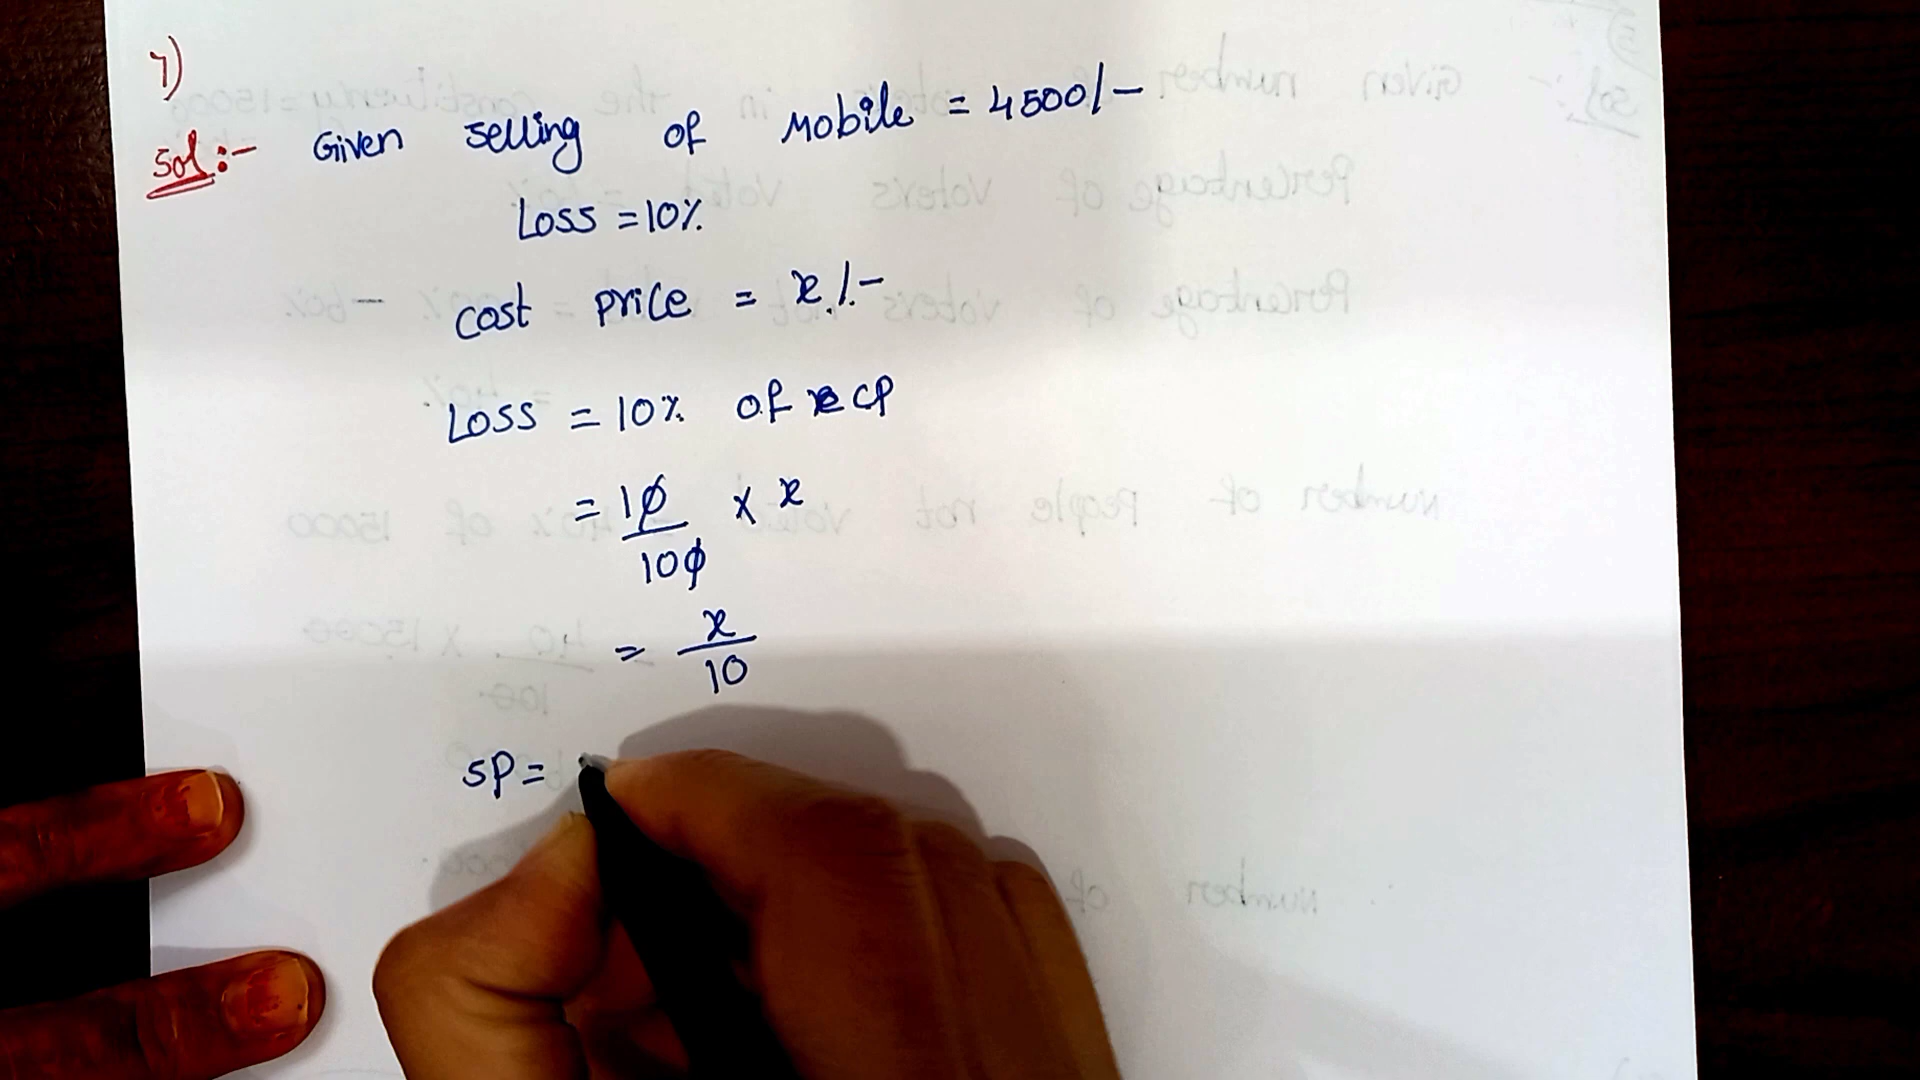 7)
Sol:- Given selling of Mobile = 4500/-
Loss = 10%
cost price = x/-
Loss = 10% of x CP
= 10/100 × x
= x/10
SP =